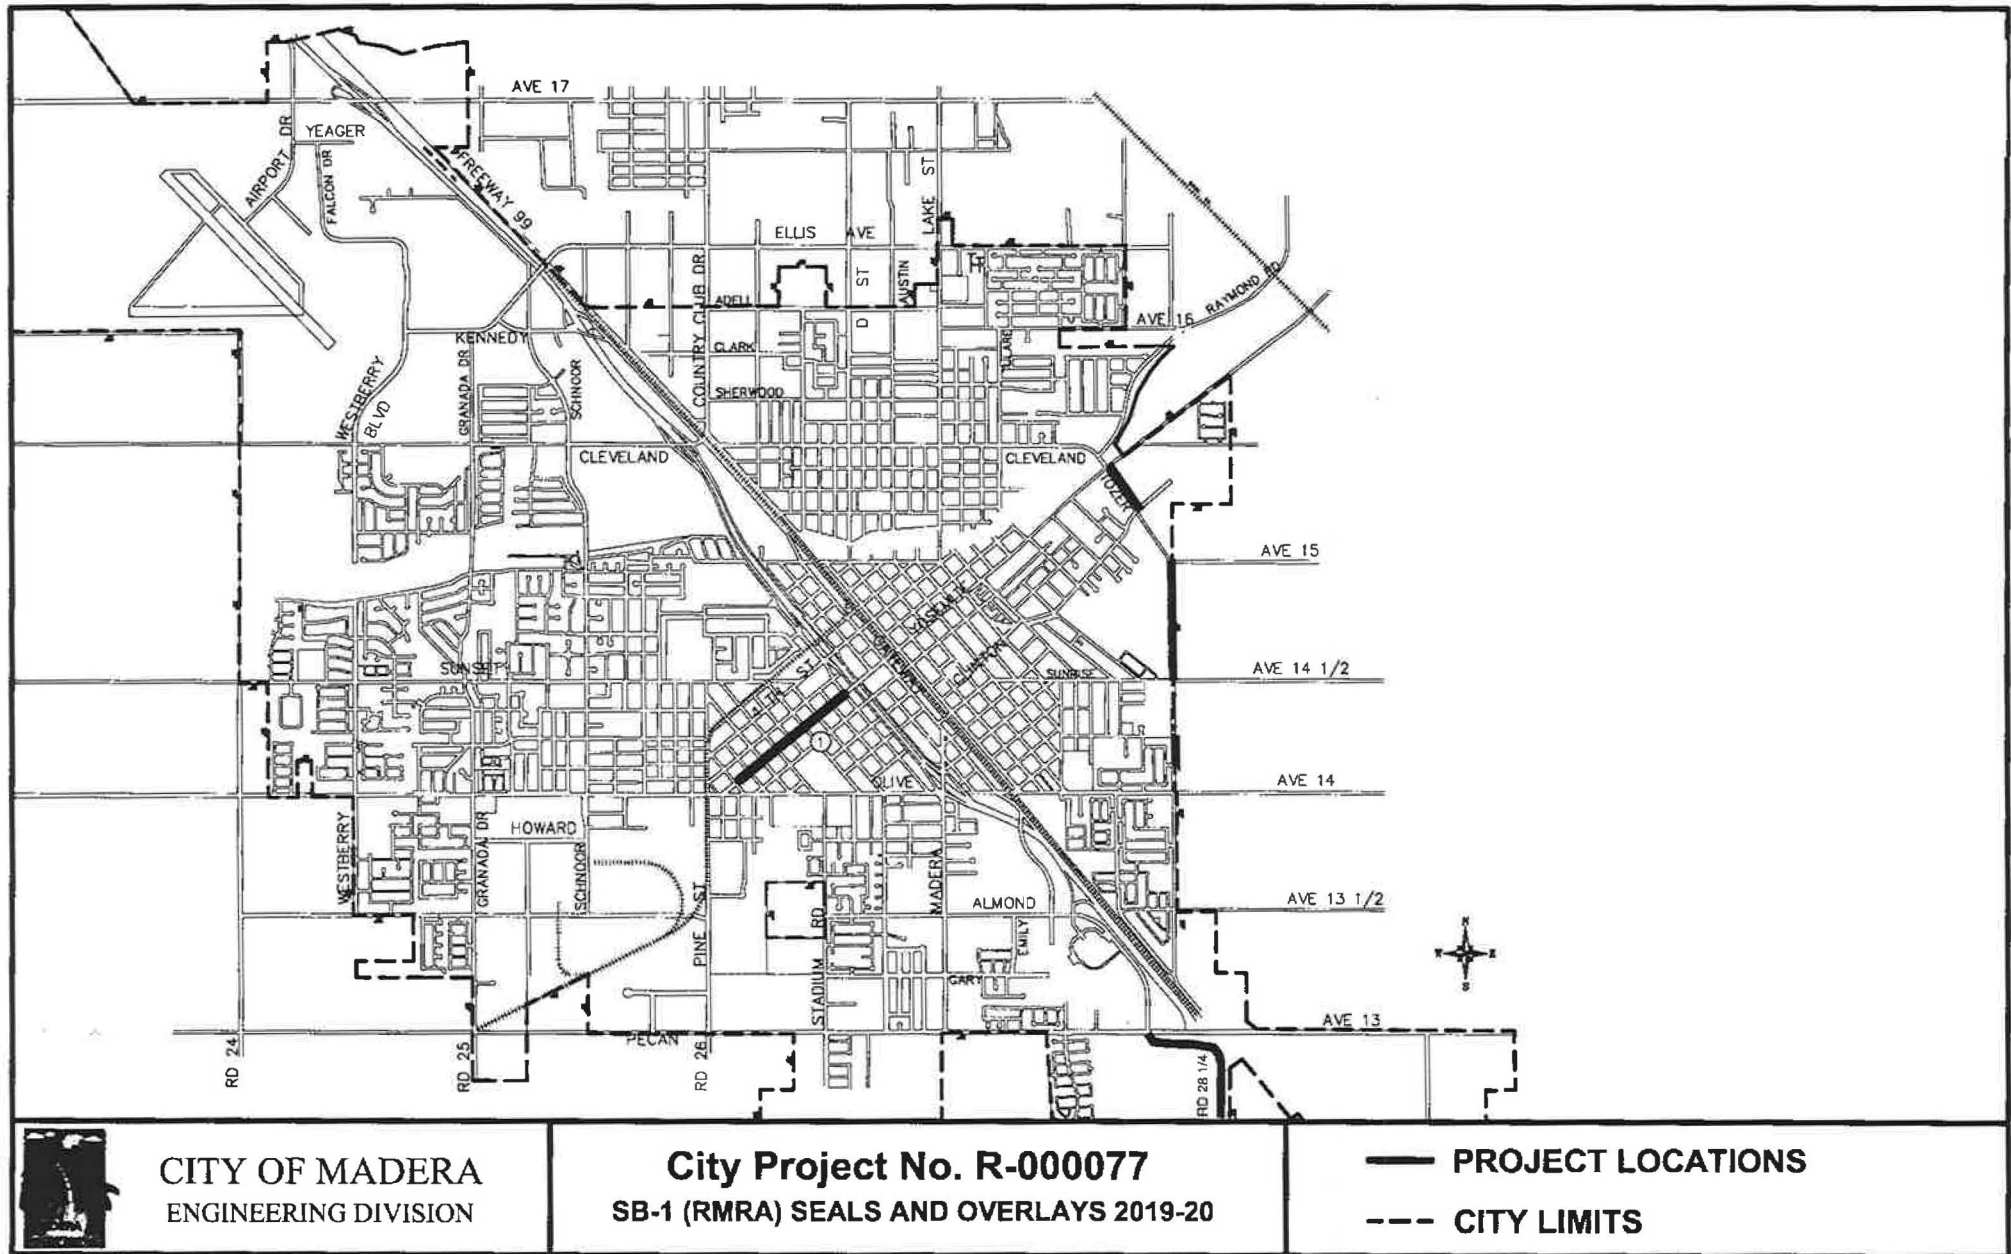 AVE 17
YEAGER
AIRPORT DR
FALCON DR
FREEWAY 99
LAKE ST
ELLIS AVE
COUNTRY CLUB DR
D ST
AUSTIN
ADELL
RAYMOND RD
AVE 16
KENNEDY
CLARK
GRANADA DR
SCHNOOR
WESTBERRY BLVD
SHERWOOD
CLEVELAND
CLEVELAND
TOZER
AVE 15
YOSEMITE
GATEWAY
CLINTON
SUNSET
4 TH ST
SUNRISE
AVE 14 1/2
1
OLIVE
AVE 14
WESTBERRY
GRANADA DR
HOWARD
SCHNOOR
MADERA
ALMOND
AVE 13 1/2
PINE ST
STADIUM RD
EMILY
GARY
N
W E
S
AVE 13
PECAN
RD 24
RD 25
RD 26
RD 28 1/4
CITY OF MADERA
ENGINEERING DIVISION
City Project No. R-000077
SB-1 (RMRA) SEALS AND OVERLAYS 2019-20
PROJECT LOCATIONS
CITY LIMITS